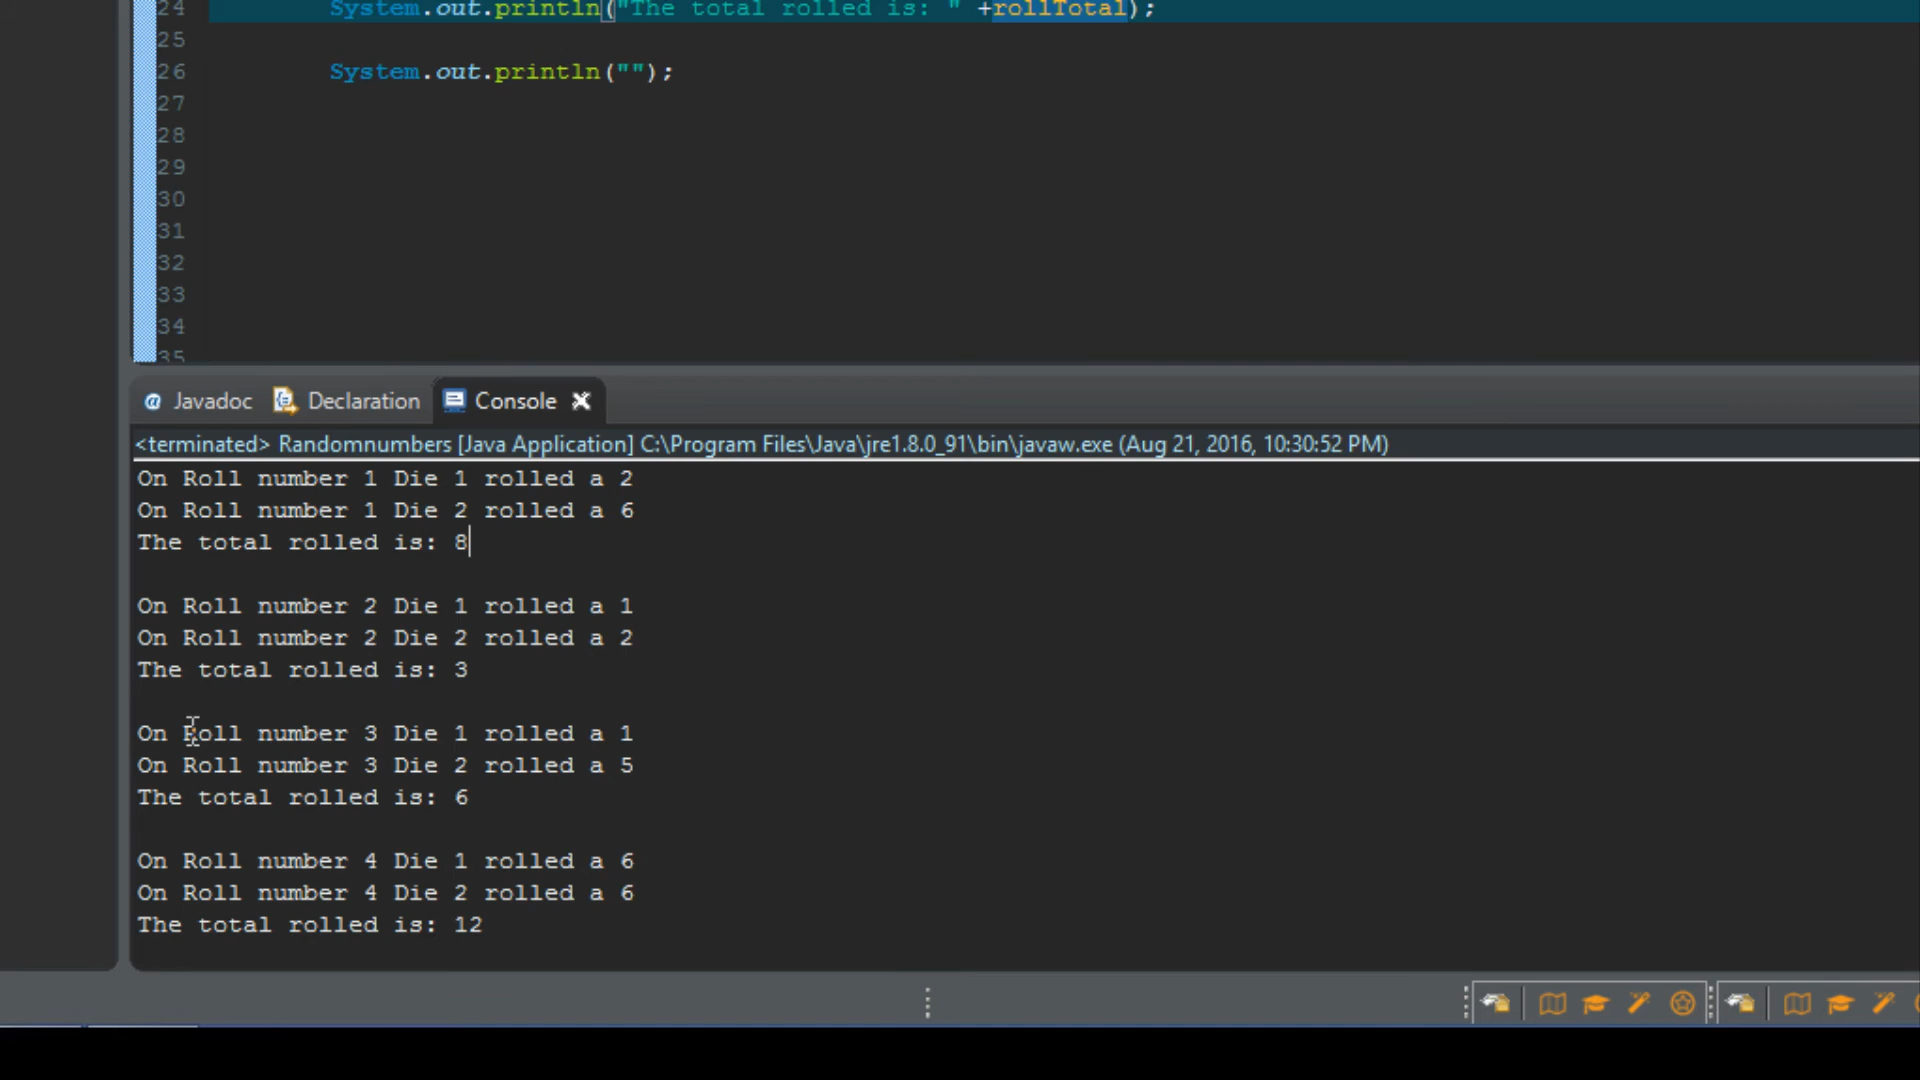 24 System.out.println("The total rolled is: " +rollTotal);
25
26 System.out.println("");
27
28
29
30
31
32
33
34
35
Javadoc Declaration Console
<terminated> Randomnumbers [Java Application] C:\Program Files\Java\jre1.8.0_91\bin\javaw.exe (Aug 21, 2016, 10:30:52 PM)
On Roll number 1 Die 1 rolled a 2
On Roll number 1 Die 2 rolled a 6
The total rolled is: 8
On Roll number 2 Die 1 rolled a 1
On Roll number 2 Die 2 rolled a 2
The total rolled is: 3
On Roll number 3 Die 1 rolled a 1
On Roll number 3 Die 2 rolled a 5
The total rolled is: 6
On Roll number 4 Die 1 rolled a 6
On Roll number 4 Die 2 rolled a 6
The total rolled is: 12